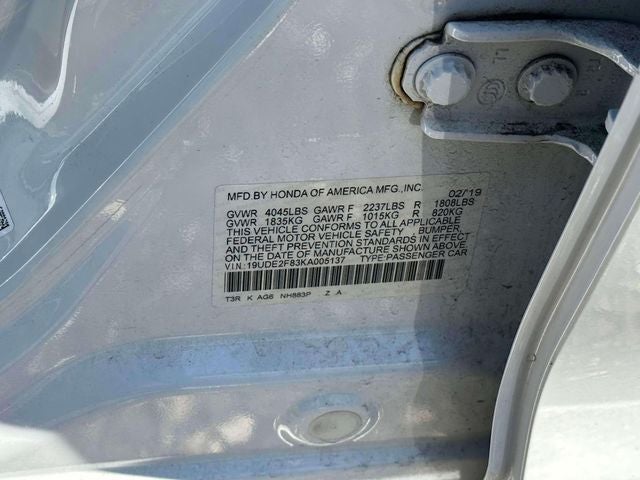 MFD.BY HONDA OF AMERICA MFG.,INC. 02/'19
GVWR 4045LBS GAWR F 2237LBS R 1808LBS
GVWR 1835KG GAWR F 1015KG R 820KG
THIS VEHICLE CONFORMS TO ALL APPLICABLE
FEDERAL MOTOR VEHICLE SAFETY, BUMPER,
AND THEFT PREVENTION STANDARDS IN EFFECT
ON THE DATE OF MANUFACTURE SHOWN ABOVE.
V I N : 19UDE2F83KA005137 TYPE:PASSENGER CAR
T3R K AG6 NH883P Z A
77